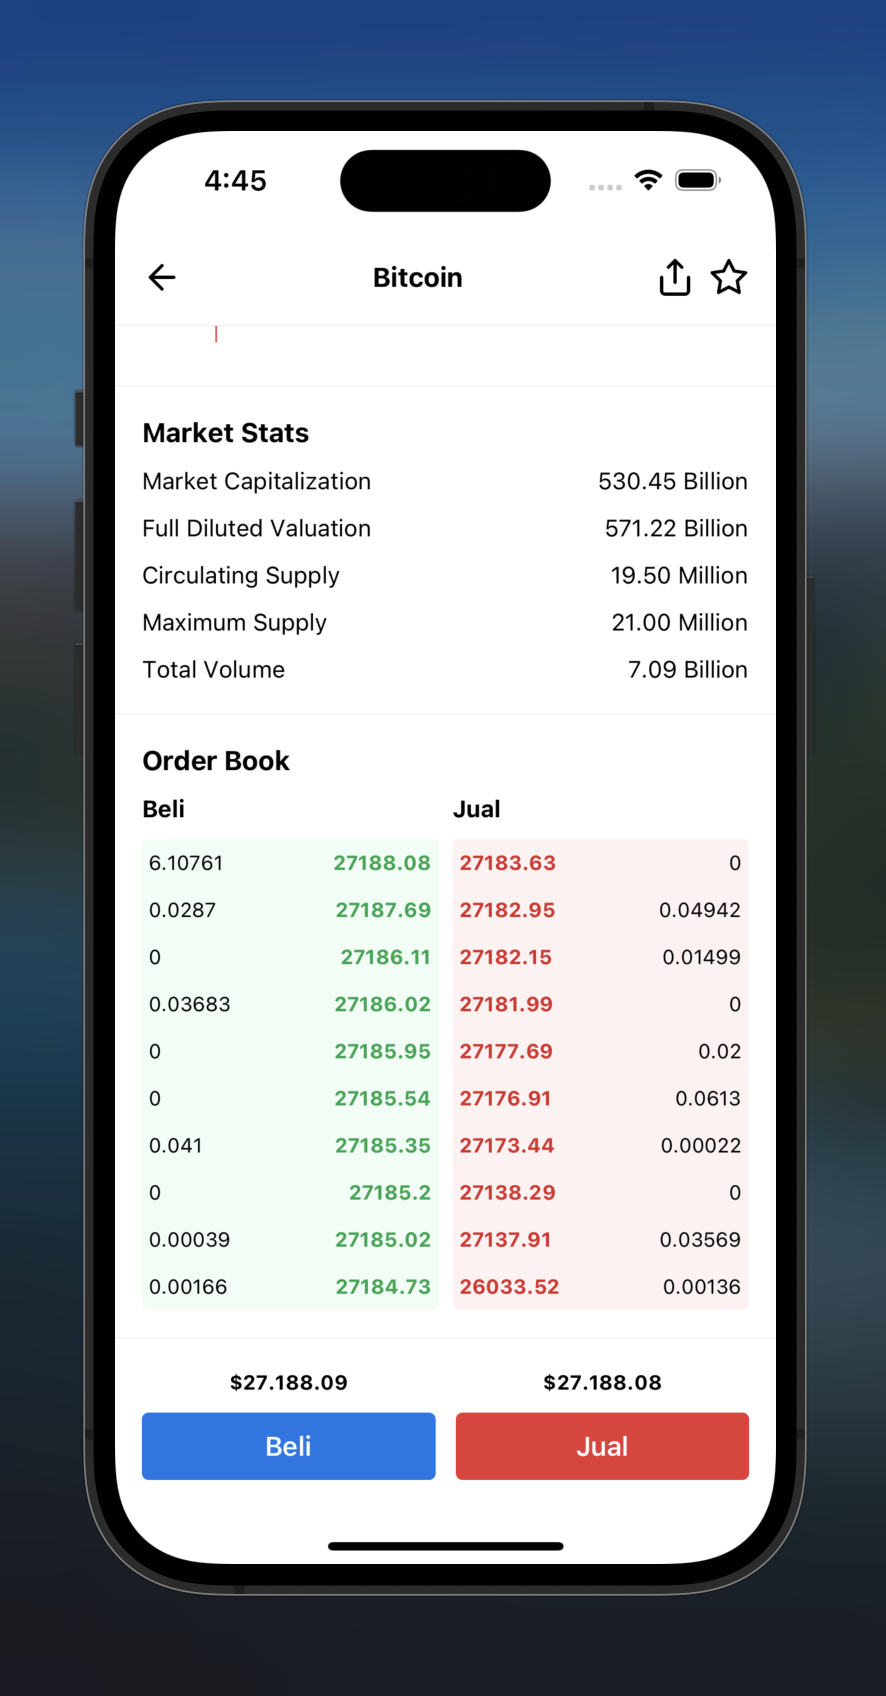 4:45
Bitcoin
Market Stats
Market Capitalization 530.45 Billion
Full Diluted Valuation 571.22 Billion
Circulating Supply 19.50 Million
Maximum Supply 21.00 Million
Total Volume 7.09 Billion
Order Book
Beli Jual
6.10761 27188.08 27183.63 0
0.0287 27187.69 27182.95 0.04942
0 27186.11 27182.15 0.01499
0.03683 27186.02 27181.99 0
0 27185.95 27177.69 0.02
0 27185.54 27176.91 0.0613
0.041 27185.35 27173.44 0.00022
0 27185.2 27138.29 0
0.00039 27185.02 27137.91 0.03569
0.00166 27184.73 26033.52 0.00136
$27.188.09 $27.188.08
Beli Jual